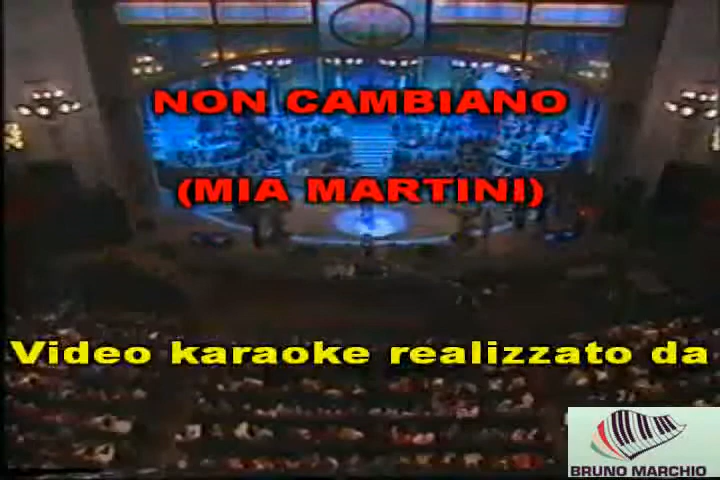 NON CAMBIANO
(MIA MARTINI)
Video karaoke realizzato da
BRUNO MARCHIO